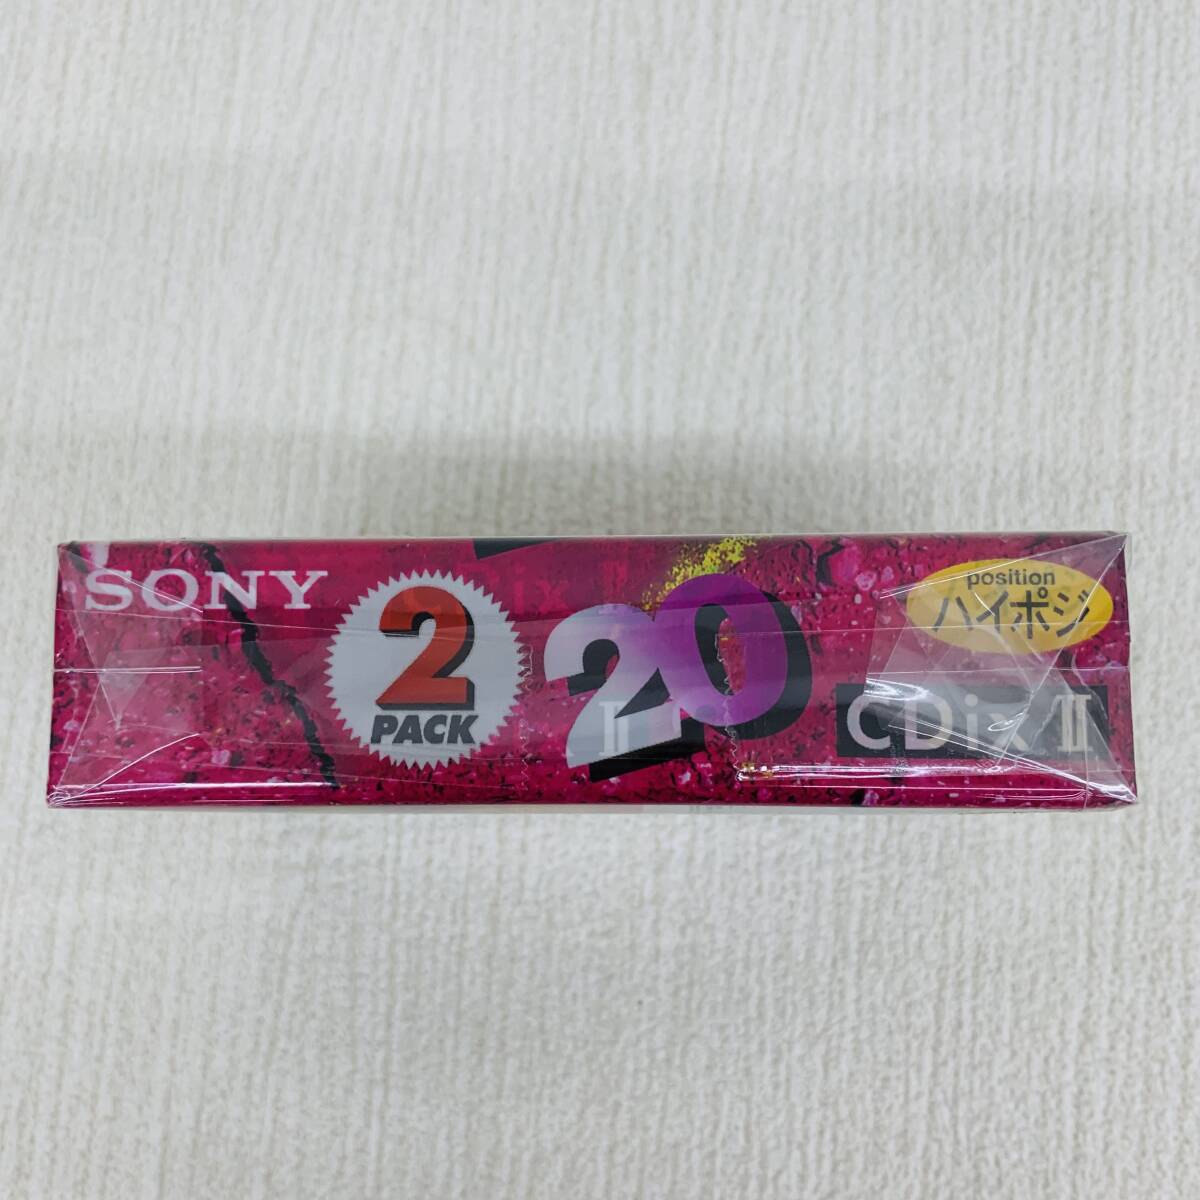 SONY
2
PACK
20
position
ハイポジ
CDix II